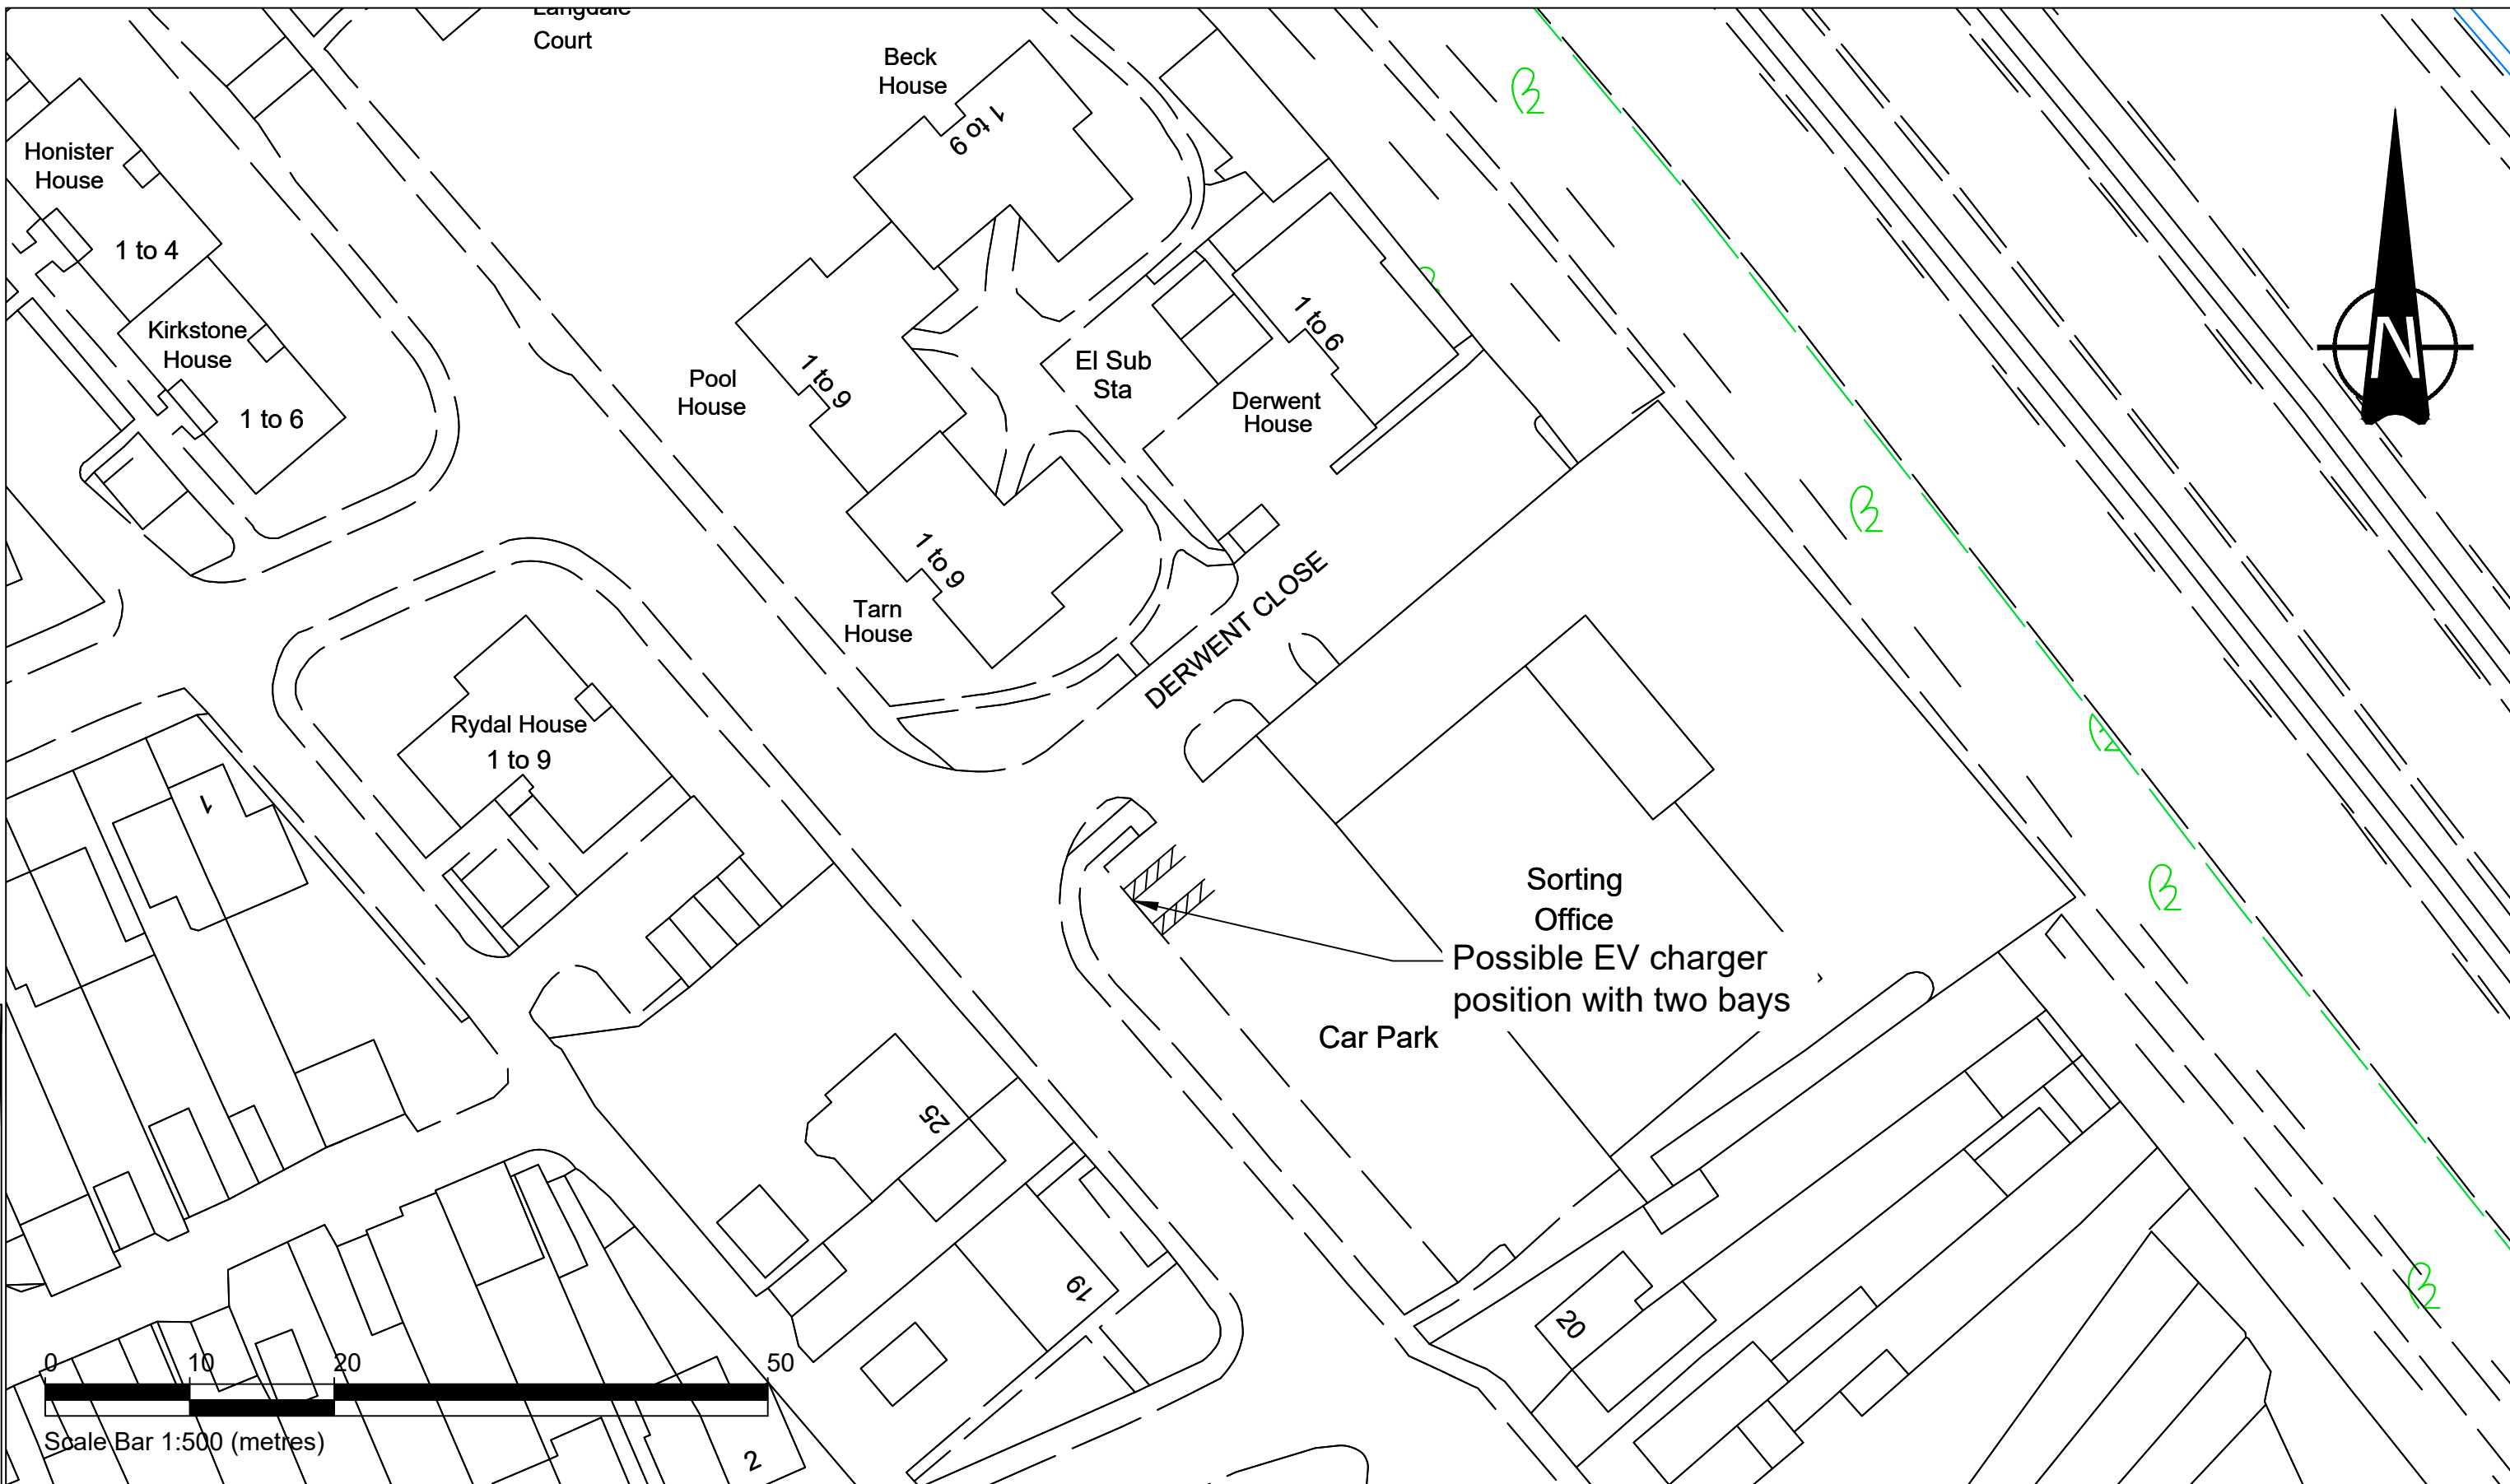 Langdale
Court
Beck
House
1 to 9
Honister
House
1 to 4
Kirkstone
House
1 to 6
Pool
House
1 to 9
El Sub
Sta
1 to 6
Derwent
House
1 to 9
Tarn
House
DERWENT CLOSE
Rydal House
1 to 9
1
Sorting
Office
Possible EV charger
position with two bays
Car Park
25
19
20
2
N
0 10 20 50
Scale Bar 1:500 (metres)